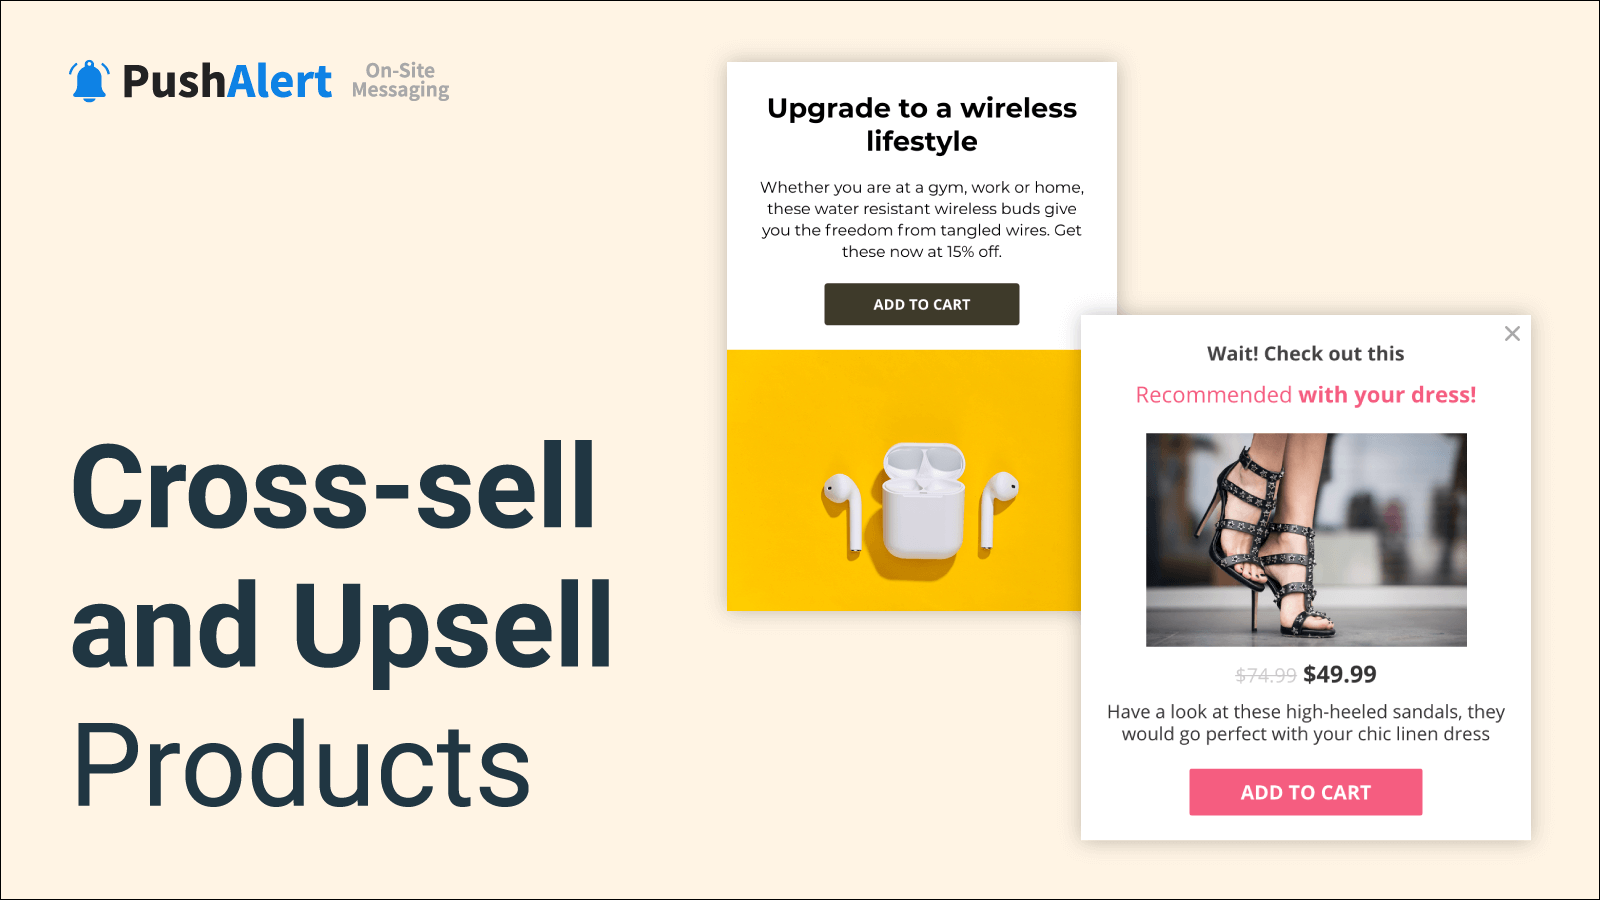 PushAlert
On-Site
Messaging
Cross-sell
and Upsell
Products
Upgrade to a wireless
lifestyle
Whether you are at a gym, work or home,
these water resistant wireless buds give
you the freedom from tangled wires. Get
these now at 15% off.
ADD TO CART
Wait! Check out this
Recommended with your dress!
$74.99 $49.99
Have a look at these high-heeled sandals, they
would go perfect with your chic linen dress
ADD TO CART